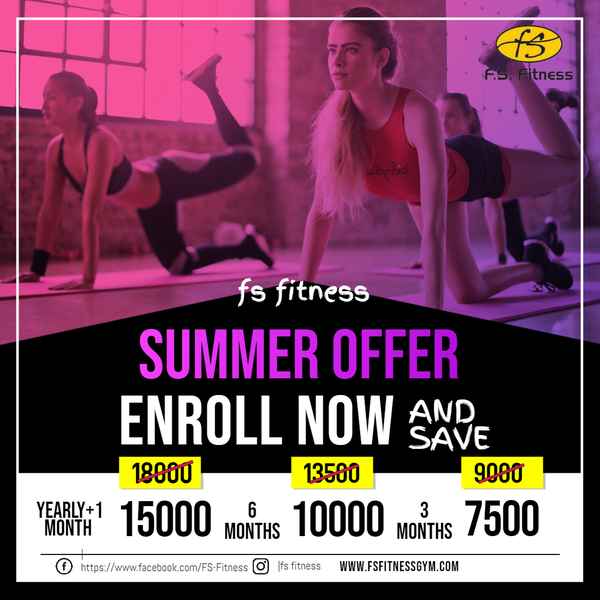 fs
F.S. Fitness
fs fitness
SUMMER OFFER
ENROLL NOW AND SAVE
18000 13500 9000
YEARLY+1 MONTH 15000 6 MONTHS 10000 3 MONTHS 7500
https://www.facebook.com/FS-Fitness |fs fitness WWW.FSFITNESSGYM.COM